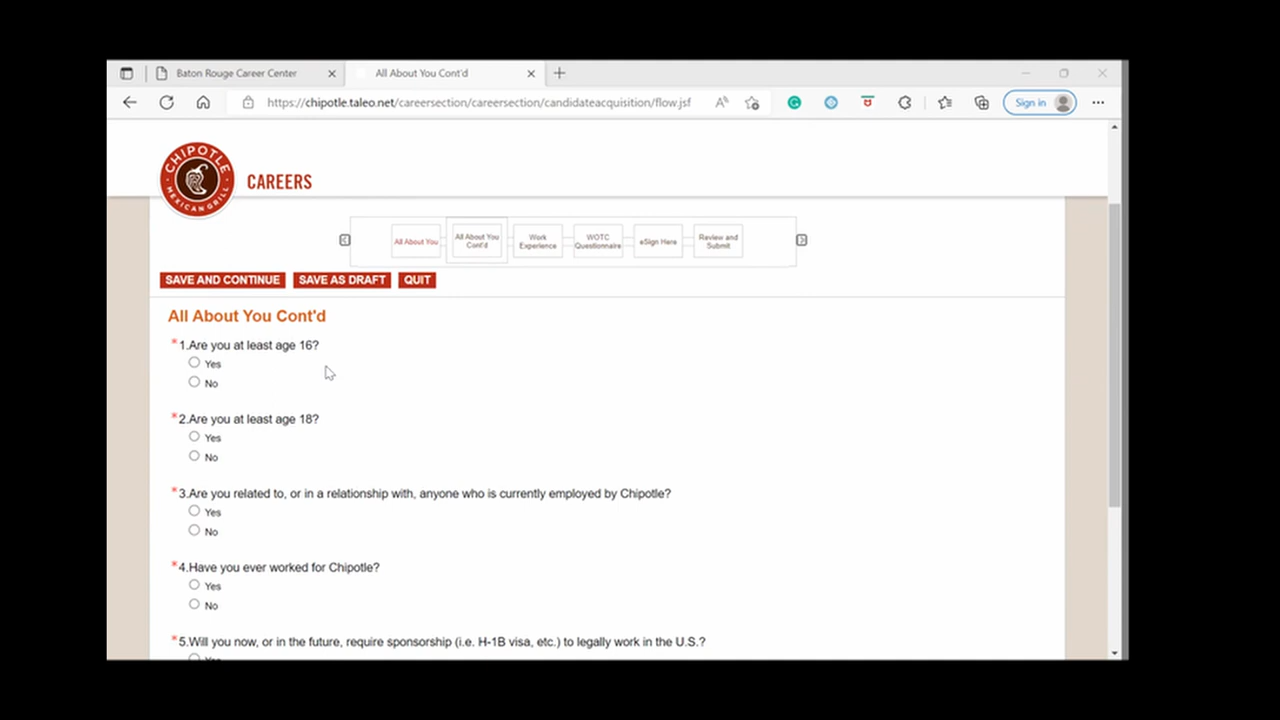 Baton Rouge Career Center
All About You Cont'd
https://chipotle.taleo.net/careersection/careersection/candidateacquisition/flow.jsf
Sign in
CHIPOTLE
MEXICAN GRILL
CAREERS
All About You
All About You Cont'd
Work Experience
WOTC Questionnaire
eSign Here
Review and Submit
SAVE AND CONTINUE
SAVE AS DRAFT
QUIT
All About You Cont'd
*1.Are you at least age 16?
Yes
No
*2.Are you at least age 18?
Yes
No
*3.Are you related to, or in a relationship with, anyone who is currently employed by Chipotle?
Yes
No
*4.Have you ever worked for Chipotle?
Yes
No
*5.Will you now, or in the future, require sponsorship (i.e. H-1B visa, etc.) to legally work in the U.S.?
Yes